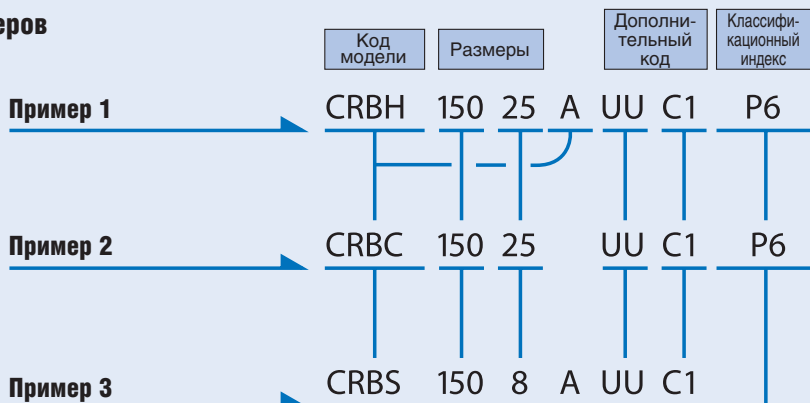 еров
Код
модели
Размеры
Дополни-
тельный
код
Классифи-
кационный
индекс
Пример 1
CRBH 150 25 A UU C1 P6
Пример 2
CRBC 150 25 UU C1 P6
Пример 3
CRBS 150 8 A UU C1